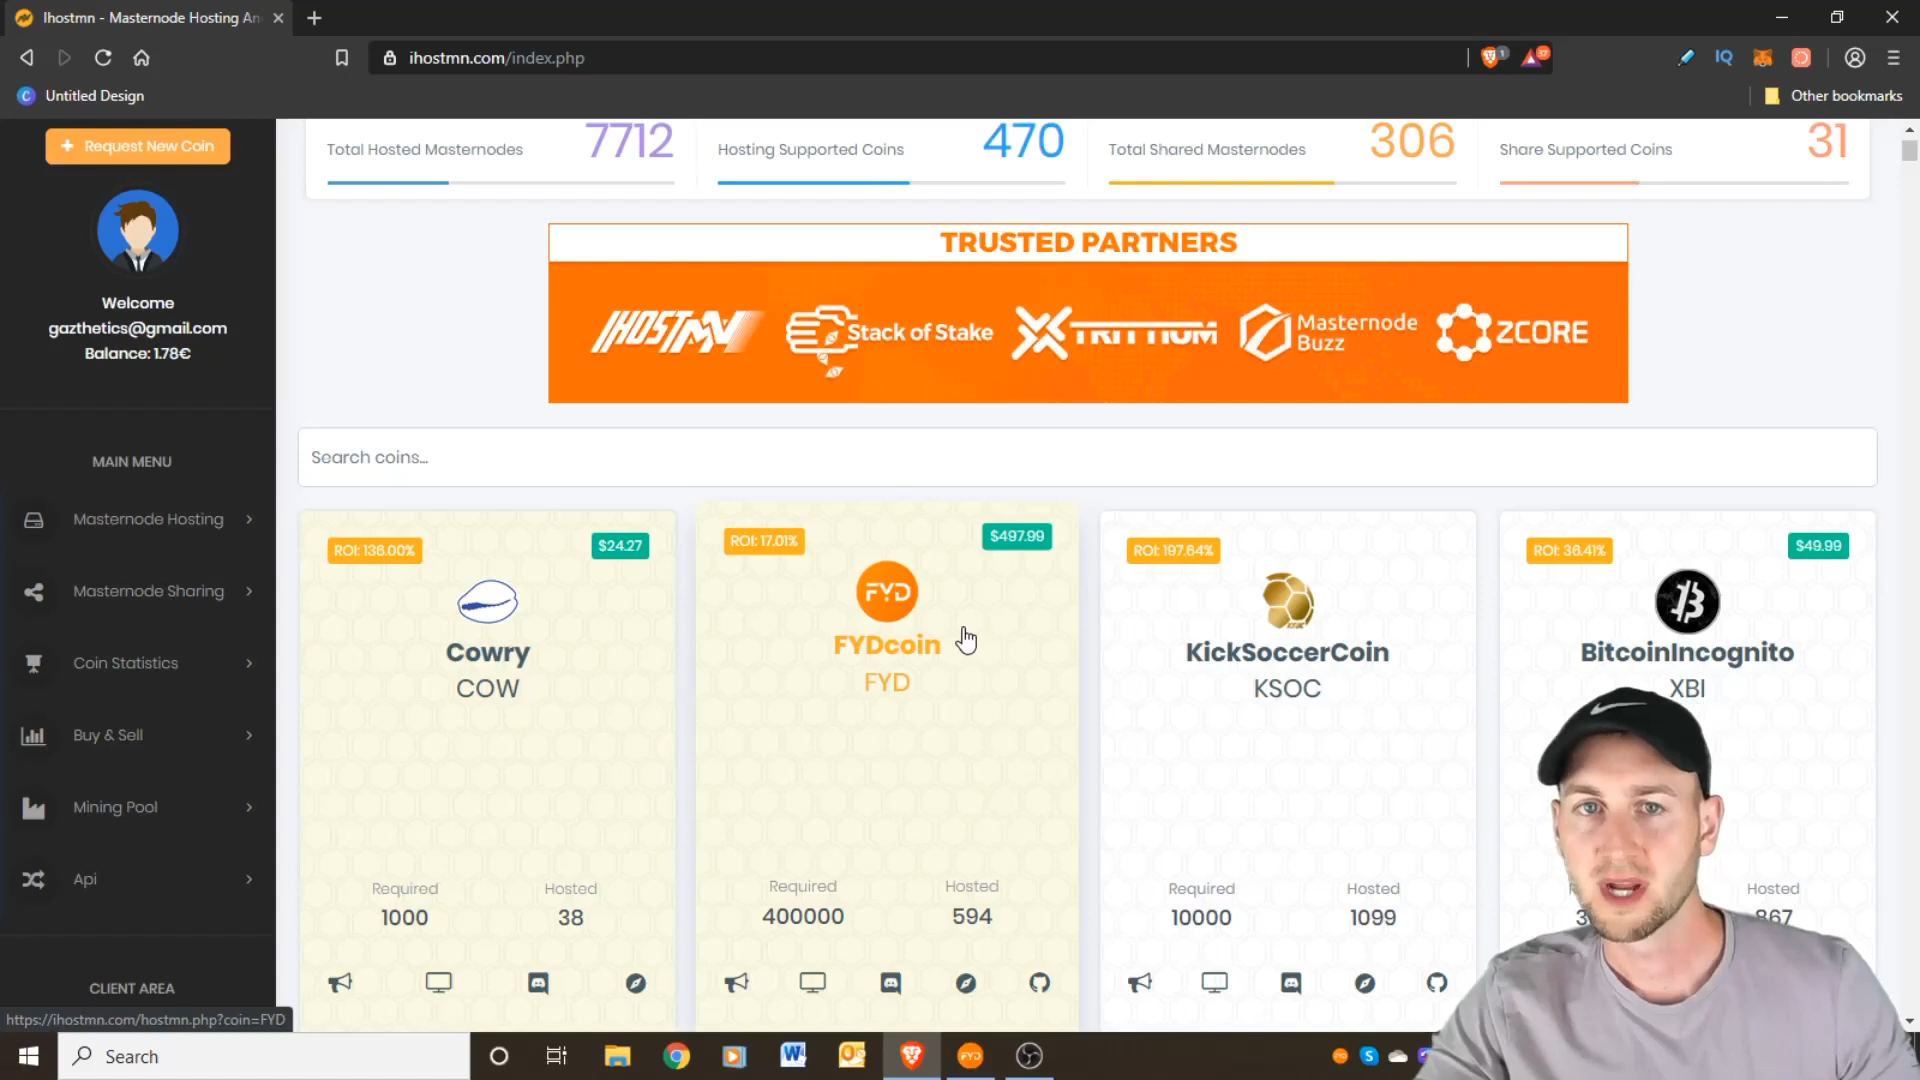 Ihostmn - Masternode Hosting An
ihostmn.com/index.php
1
37
IQ
Untitled Design
Other bookmarks
Request New Coin
Welcome
gazthetics@gmail.com
Balance: 1.78€
MAIN MENU
Masternode Hosting
Masternode Sharing
Coin Statistics
Buy & Sell
Mining Pool
Api
CLIENT AREA
Total Hosted Masternodes 7712
Hosting Supported Coins 470
Total Shared Masternodes 306
Share Supported Coins 31
TRUSTED PARTNERS
IHOSTMN
Stack of Stake
TRITTIUM
Masternode
Buzz
ZCORE
Search coins...
ROI: 136.00%
$24.27
Cowry
COW
Required
1000
Hosted
38
ROI: 17.01%
$497.99
FYD
FYDcoin
FYD
Required
400000
Hosted
594
ROI: 197.64%
KickSoccerCoin
KSOC
Required
10000
Hosted
1099
ROI: 36.41%
$49.99
BitcoinIncognito
XBI
Hosted
867
https://ihostmn.com/hostmn.php?coin=FYD
Search